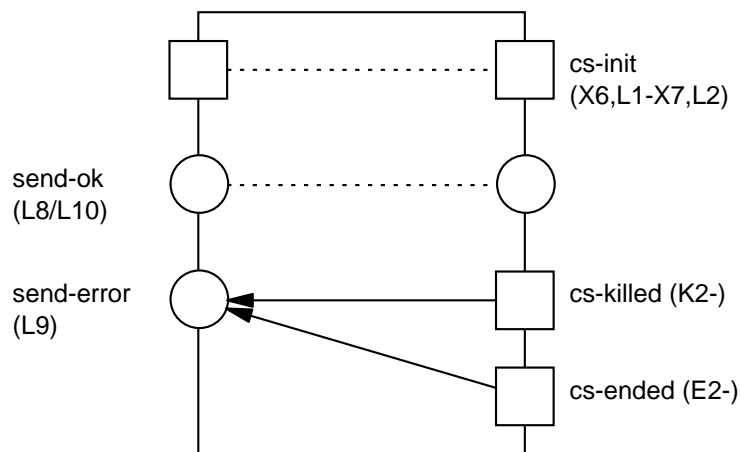 cs-init
(X6,L1-X7,L2)
send-ok
(L8/L10)
send-error
(L9)
cs-killed (K2-)
cs-ended (E2-)